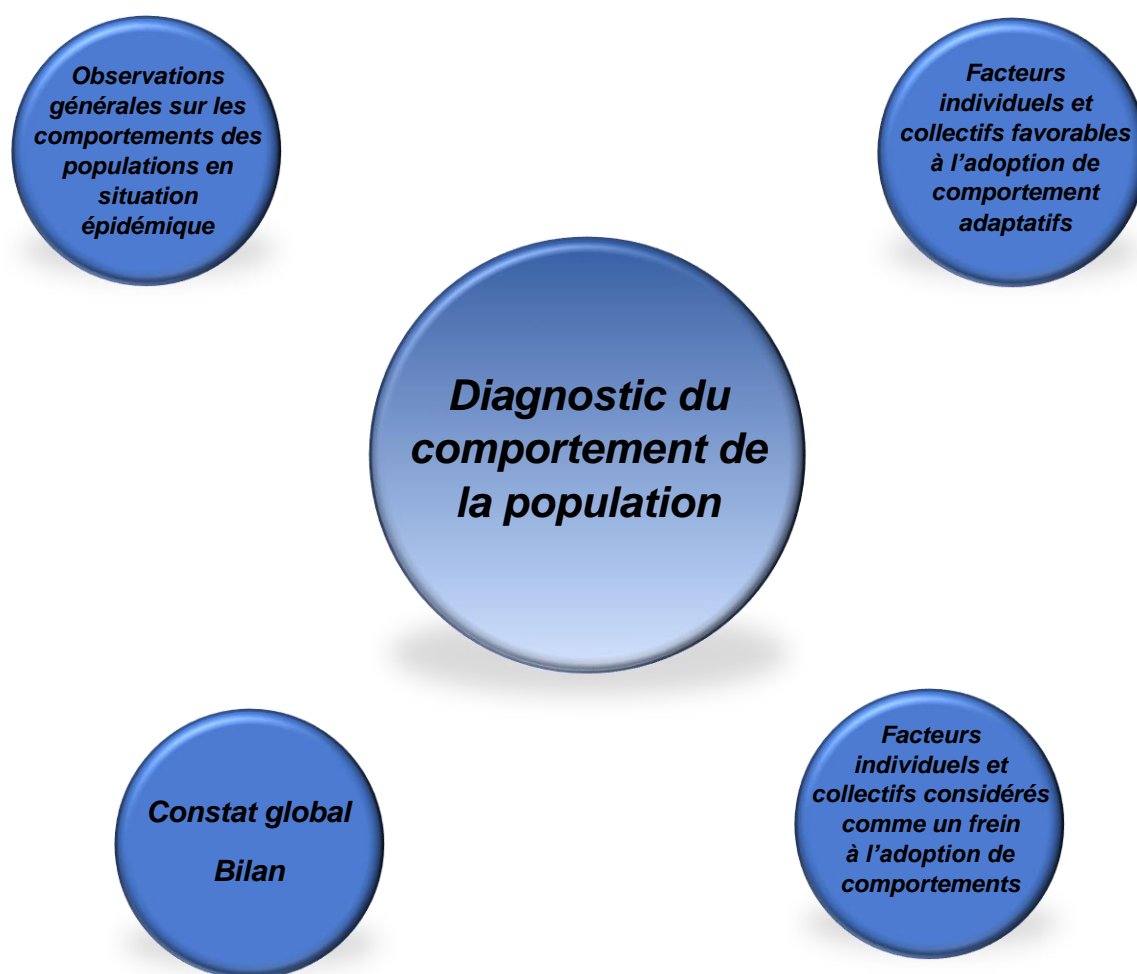 Observations
générales sur les
comportements des
populations en
situation
épidémique
Facteurs
individuels et
collectifs favorables
à l’adoption de
comportement
adaptatifs
Diagnostic du
comportement de
la population
Constat global
Bilan
Facteurs
individuels et
collectifs considérés
comme un frein
à l’adoption de
comportements